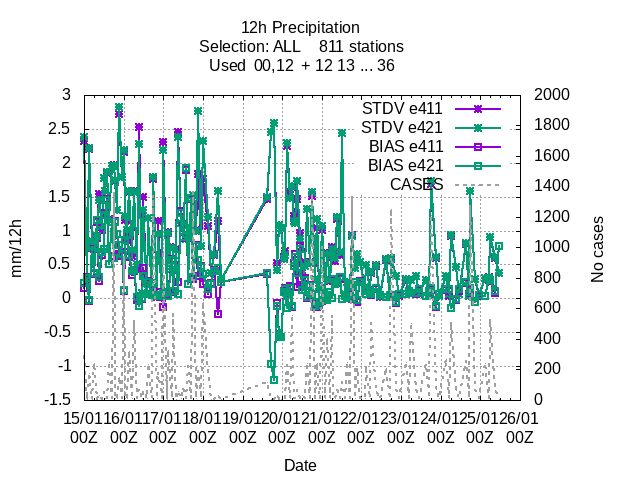 12h Precipitation
Selection: ALL 811 stations
Used 00,12 + 12 13 ... 36
STDV e411
STDV e421
BIAS e411
BIAS e421
CASES
3
2.5
2
1.5
1
0.5
0
-0.5
-1
-1.5
mm/12h
2000
1800
1600
1400
1200
1000
800
600
400
200
0
No cases
15/01 16/01 17/01 18/01 19/01 20/01 21/01 22/01 23/01 24/01 25/01 26/01
00Z 00Z 00Z 00Z 00Z 00Z 00Z 00Z 00Z 00Z 00Z 00Z
Date